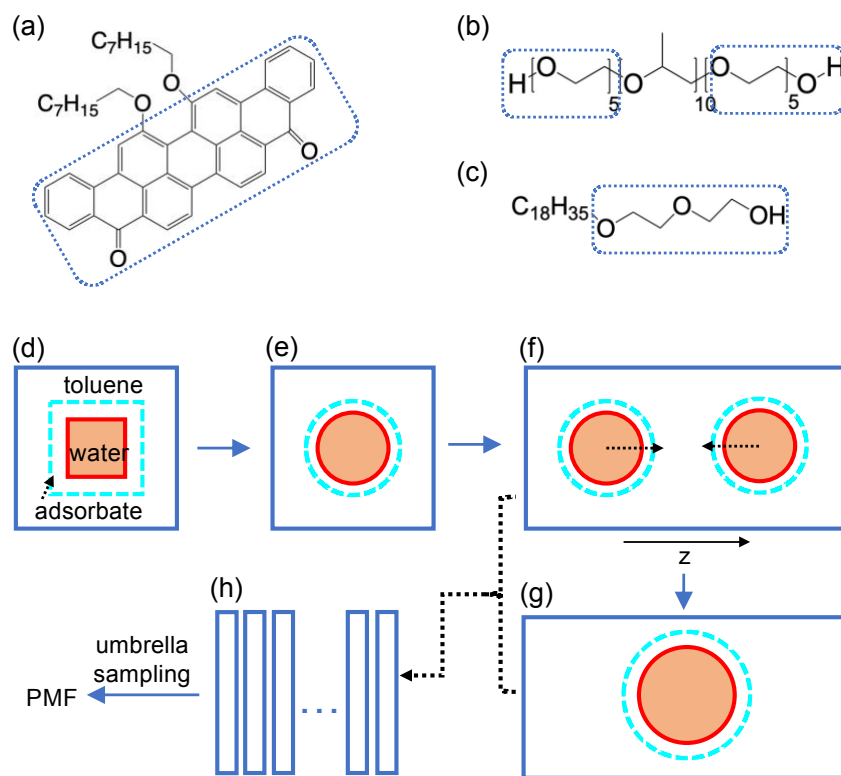 (a)
C7H15
O
C7H15
O
O
O
(b)
H O 5 O 10 O 5 O H
(c)
C18H35 O O OH
(d)
toluene
water
adsorbate
(e)
(f)
z
(g)
(h)
umbrella
sampling
PMF
...